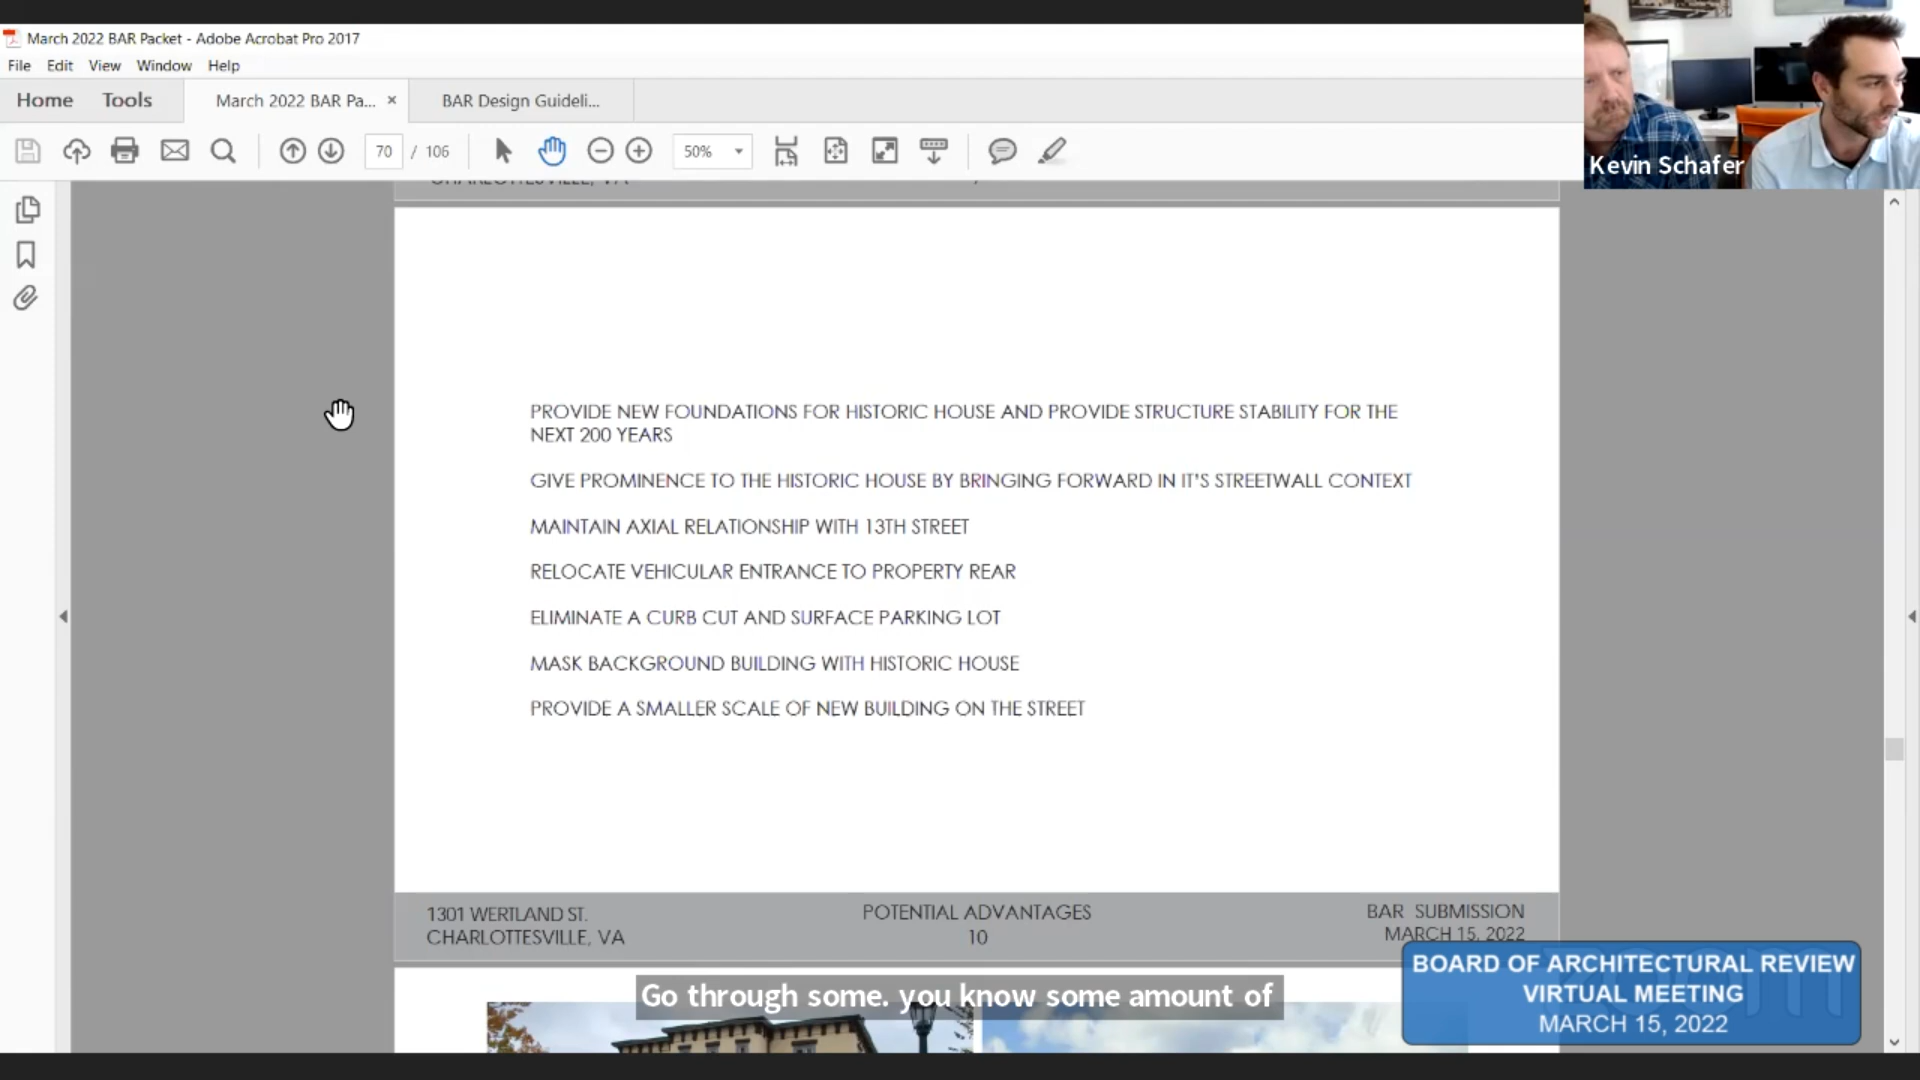 March 2022 BAR Packet - Adobe Acrobat Pro 2017
File Edit View Window Help
Home Tools March 2022 BAR Pa... × BAR Design Guideli...
70 / 106 50%
Kevin Schafer
CHARLOTTESVILLE, VA
PROVIDE NEW FOUNDATIONS FOR HISTORIC HOUSE AND PROVIDE STRUCTURE STABILITY FOR THE
NEXT 200 YEARS
GIVE PROMINENCE TO THE HISTORIC HOUSE BY BRINGING FORWARD IN IT'S STREETWALL CONTEXT
MAINTAIN AXIAL RELATIONSHIP WITH 13TH STREET
RELOCATE VEHICULAR ENTRANCE TO PROPERTY REAR
ELIMINATE A CURB CUT AND SURFACE PARKING LOT
MASK BACKGROUND BUILDING WITH HISTORIC HOUSE
PROVIDE A SMALLER SCALE OF NEW BUILDING ON THE STREET
1301 WERTLAND ST.
CHARLOTTESVILLE, VA
POTENTIAL ADVANTAGES
10
BAR SUBMISSION
MARCH 15, 2022
Go through some. you know some amount of
BOARD OF ARCHITECTURAL REVIEW
VIRTUAL MEETING
MARCH 15, 2022